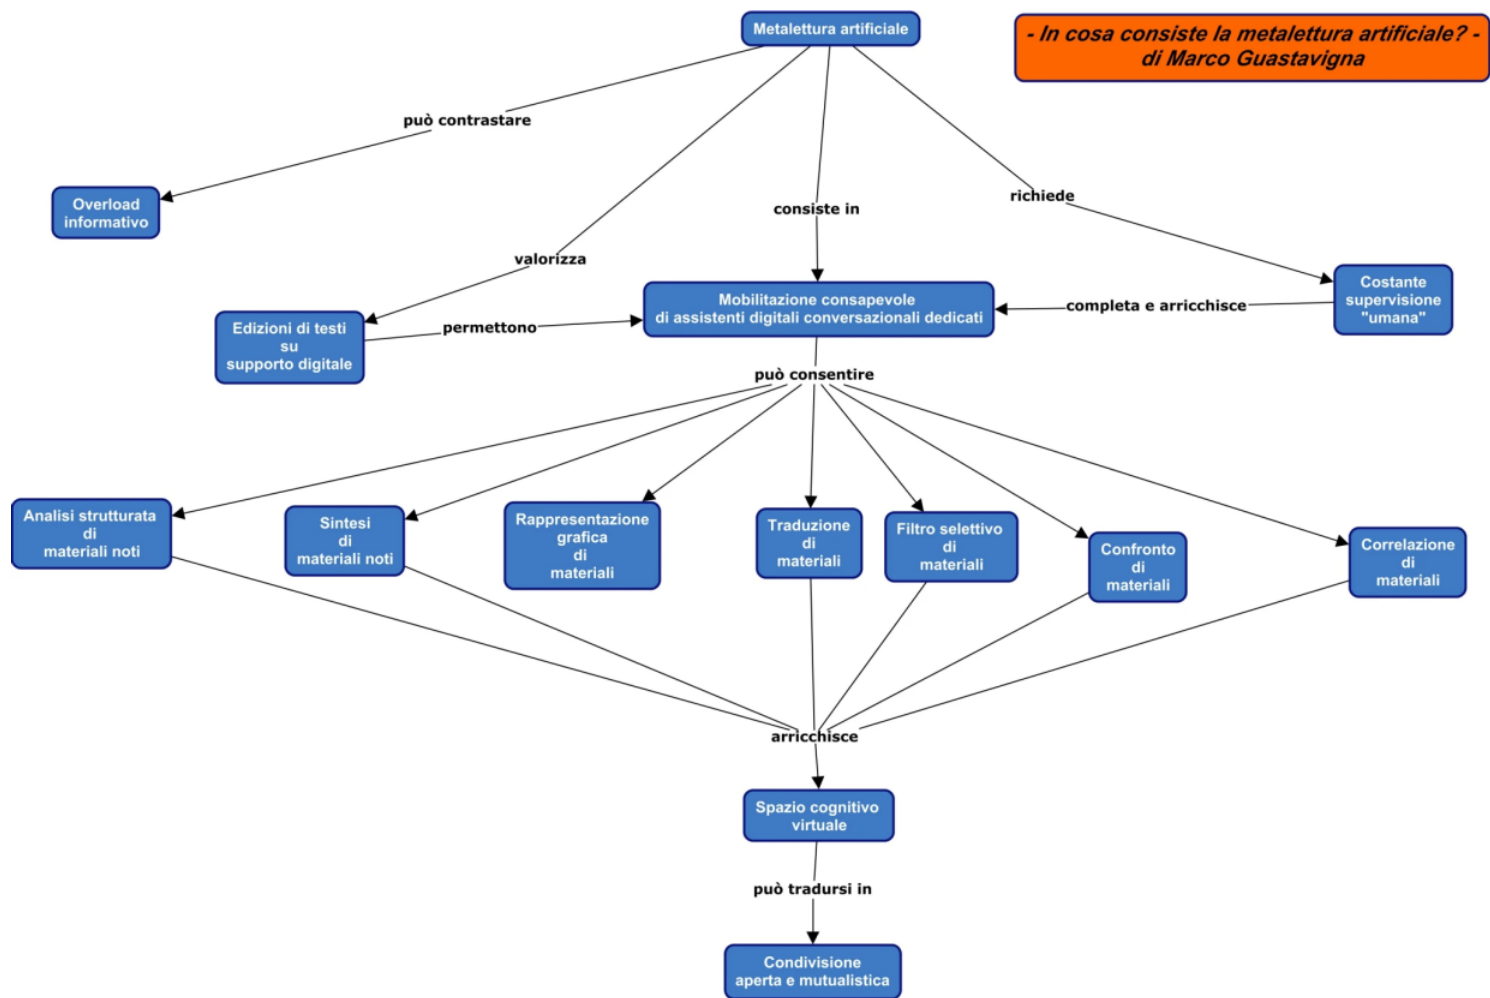 Metalettura artificiale
- In cosa consiste la metalettura artificiale? -
di Marco Guastavigna
può contrastare
Overload
informativo
richiede
consiste in
valorizza
Mobilitazione consapevole
di assistenti digitali conversazionali dedicati
completa e arricchisce
Costante
supervisione
"umana"
Edizioni di testi
su
supporto digitale
permettono
può consentire
Analisi strutturata
di
materiali noti
Sintesi
di
materiali noti
Rappresentazione
grafica
di
materiali
Traduzione
di
materiali
Filtro selettivo
di
materiali
Confronto
di
materiali
Correlazione
di
materiali
arricchisce
Spazio cognitivo
virtuale
può tradursi in
Condivisione
aperta e mutualistica